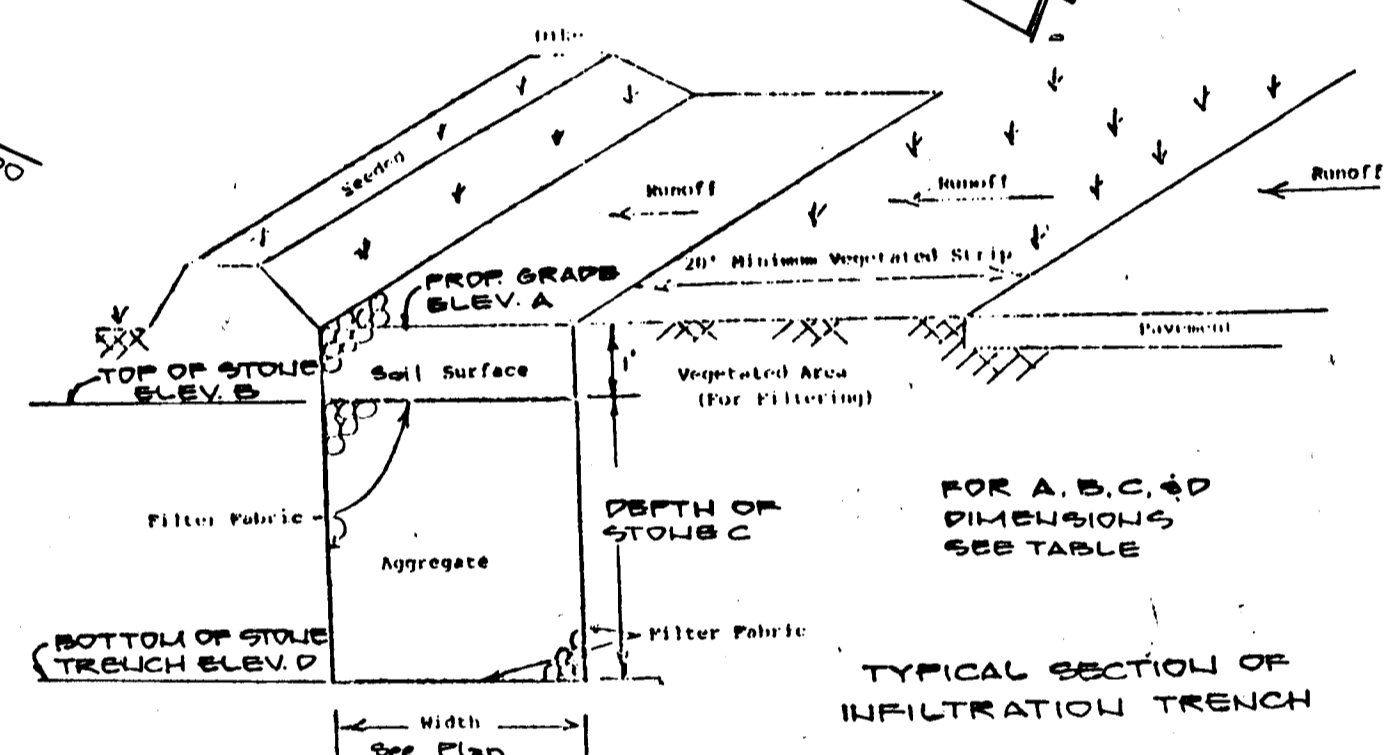 Seeded
Runoff
Runoff
Runoff
20' Minimum Vegetated Strip
PROP. GRADE
ELEV. A
Pavement
TOP OF STONE
ELEV. B
Soil Surface
1'
Vegetated Area
(For Filtering)
Filter Fabric
DEPTH OF
STONE C
FOR A. B. C. & D
DIMENSIONS
SEE TABLE
Aggregate
BOTTOM OF STONE
TRENCH ELEV. D
Filter Fabric
TYPICAL SECTION OF
INFILTRATION TRENCH
Width
See Plan